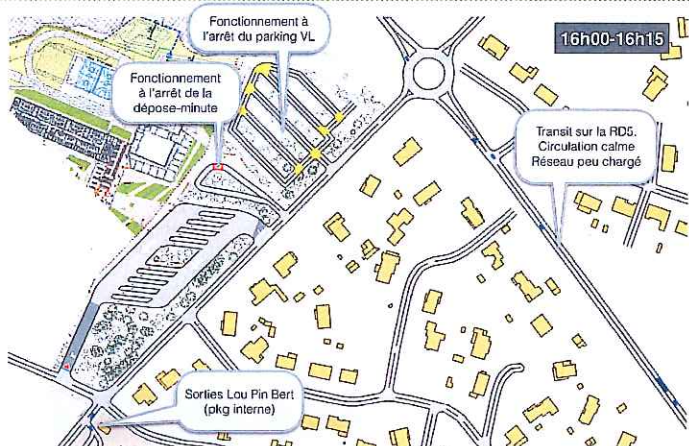 Fonctionnement à
l'arrêt du parking VL
16h00-16h15
Fonctionnement
à l'arrêt de la
dépose-minute
Transit sur la RD5.
Circulation calme
Réseau peu chargé
Sorties Lou Pin Bert
(pkg interne)